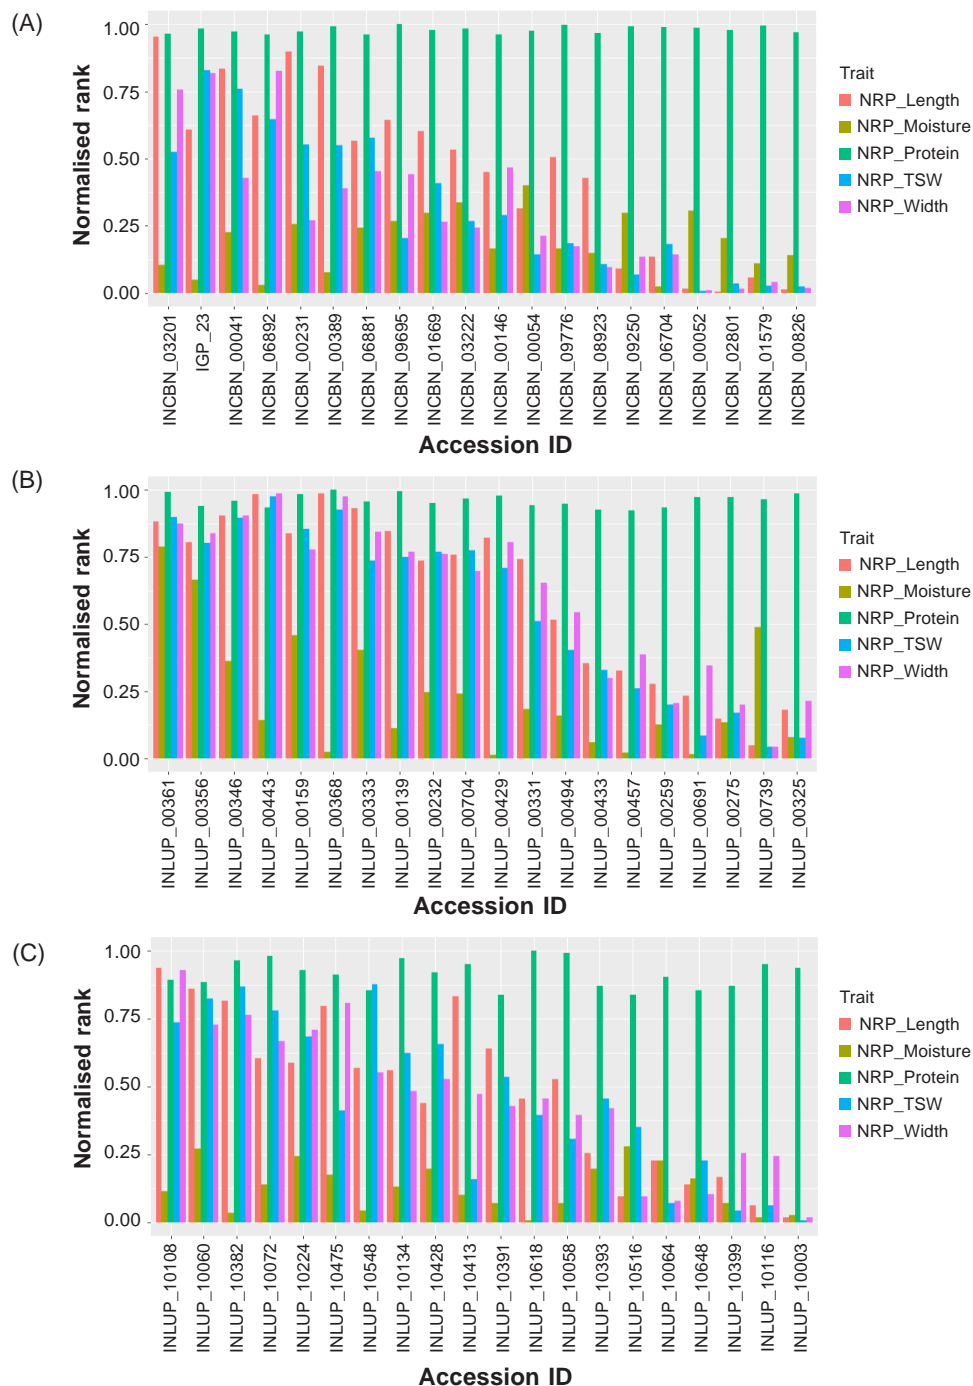 (A)
Normalised rank
1.00
0.75
0.50
0.25
0.00
INCBN_03201
IGP_23
INCBN_00041
INCBN_06892
INCBN_00231
INCBN_00389
INCBN_06881
INCBN_09695
INCBN_01669
INCBN_03222
INCBN_00146
INCBN_00054
INCBN_09776
INCBN_08923
INCBN_09250
INCBN_06704
INCBN_00052
INCBN_02801
INCBN_01579
INCBN_00826
Accession ID
Trait
NRP_Length
NRP_Moisture
NRP_Protein
NRP_TSW
NRP_Width
(B)
Normalised rank
1.00
0.75
0.50
0.25
0.00
INLUP_00361
INLUP_00356
INLUP_00346
INLUP_00443
INLUP_00159
INLUP_00368
INLUP_00333
INLUP_00139
INLUP_00232
INLUP_00704
INLUP_00429
INLUP_00331
INLUP_00494
INLUP_00433
INLUP_00457
INLUP_00259
INLUP_00691
INLUP_00275
INLUP_00739
INLUP_00325
Accession ID
Trait
NRP_Length
NRP_Moisture
NRP_Protein
NRP_TSW
NRP_Width
(C)
Normalised rank
1.00
0.75
0.50
0.25
0.00
INLUP_10108
INLUP_10060
INLUP_10382
INLUP_10072
INLUP_10224
INLUP_10475
INLUP_10548
INLUP_10134
INLUP_10428
INLUP_10413
INLUP_10391
INLUP_10618
INLUP_10058
INLUP_10393
INLUP_10516
INLUP_10064
INLUP_10648
INLUP_10399
INLUP_10116
INLUP_10003
Accession ID
Trait
NRP_Length
NRP_Moisture
NRP_Protein
NRP_TSW
NRP_Width